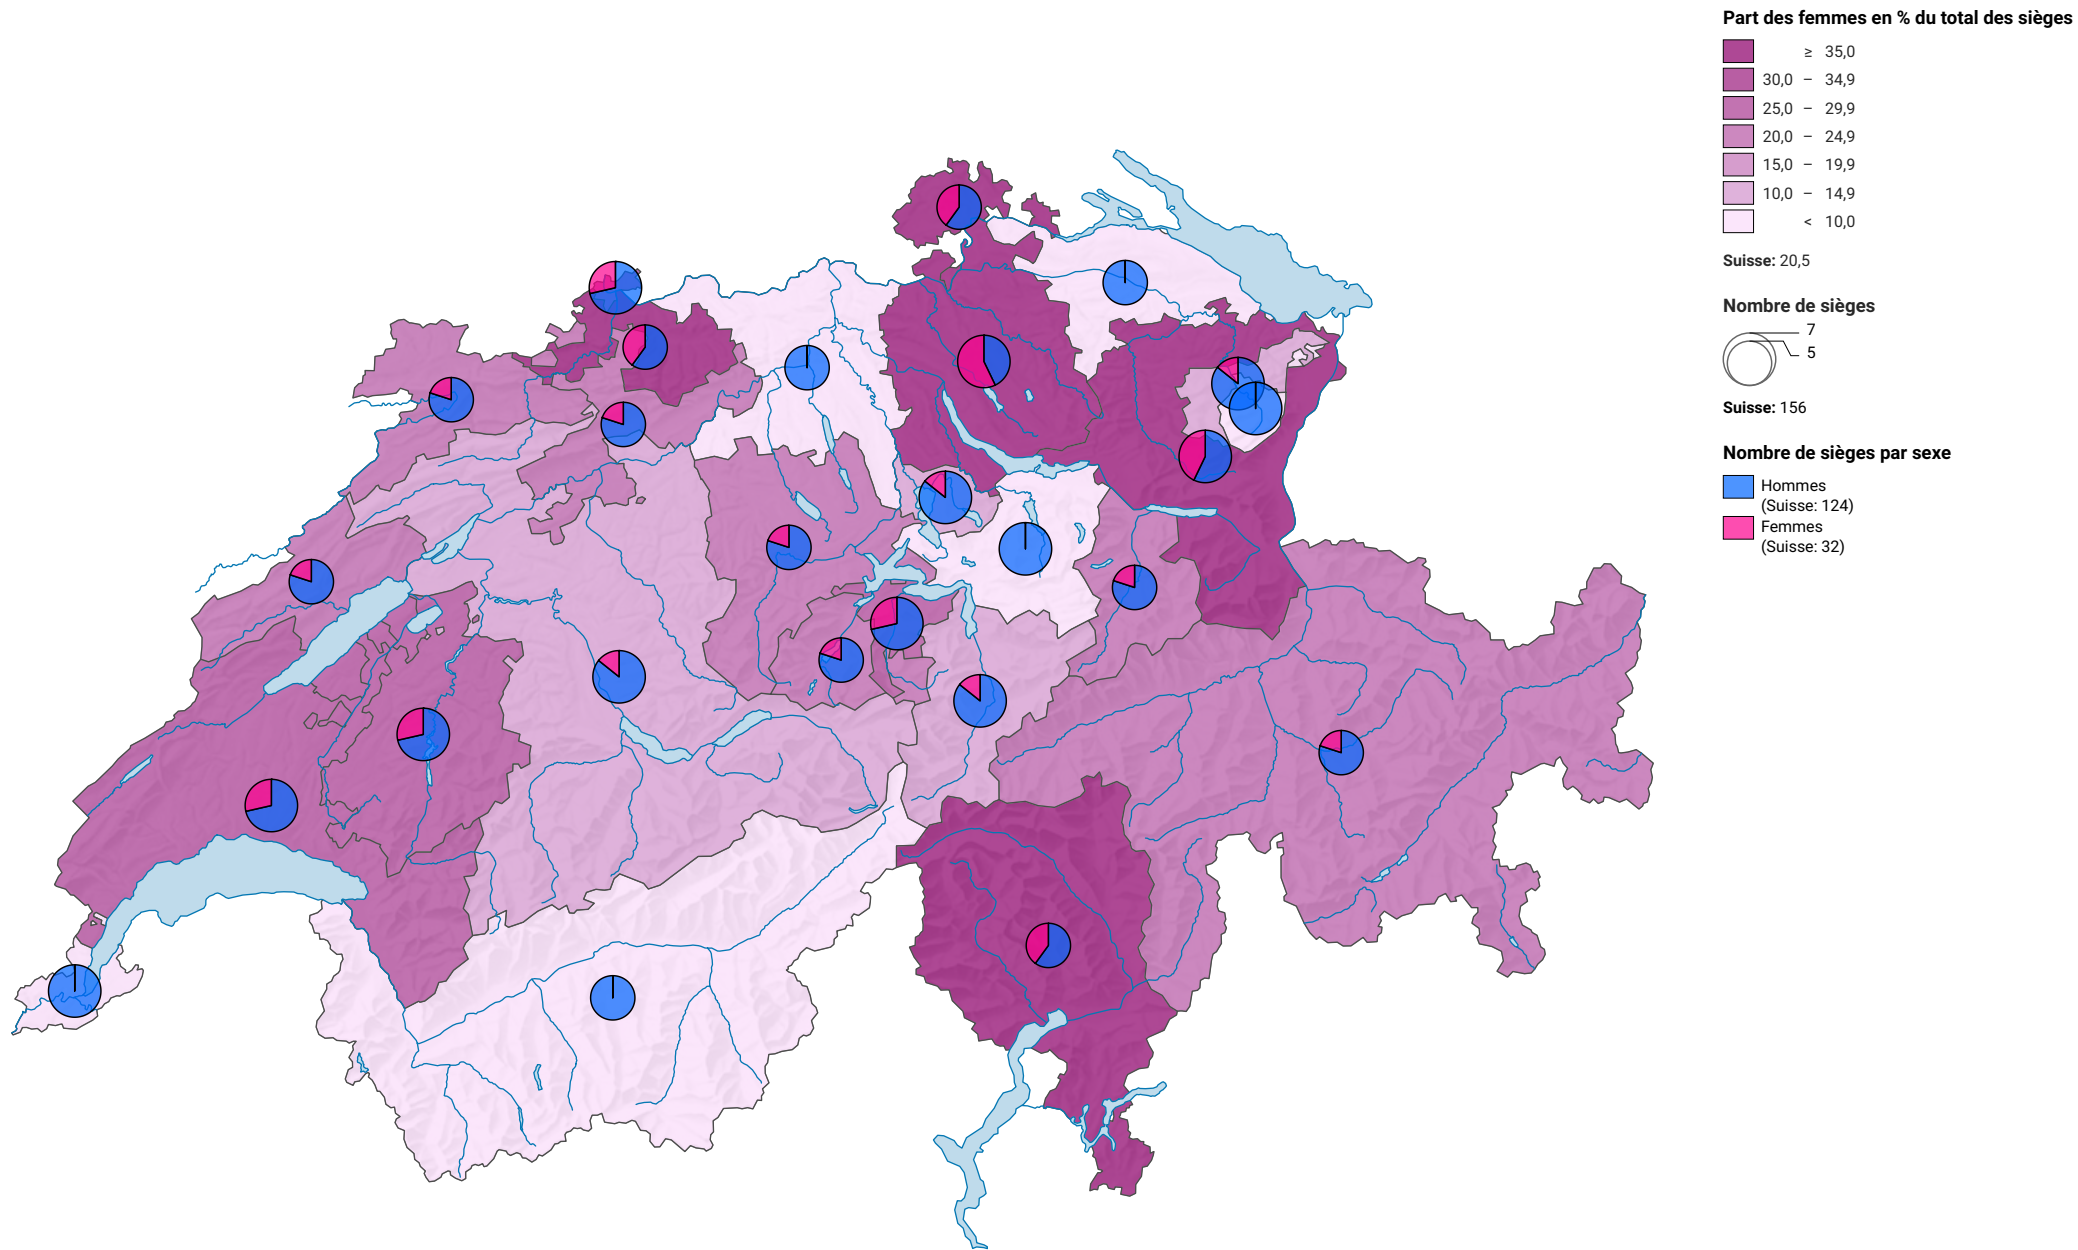 Part des femmes en % du total des sièges
≥ 35,0
30,0 – 34,9
25,0 – 29,9
20,0 – 24,9
15,0 – 19,9
10,0 – 14,9
< 10,0
Suisse: 20,5
Nombre de sièges
7
5
Suisse: 156
Nombre de sièges par sexe
Hommes
(Suisse: 124)
Femmes
(Suisse: 32)